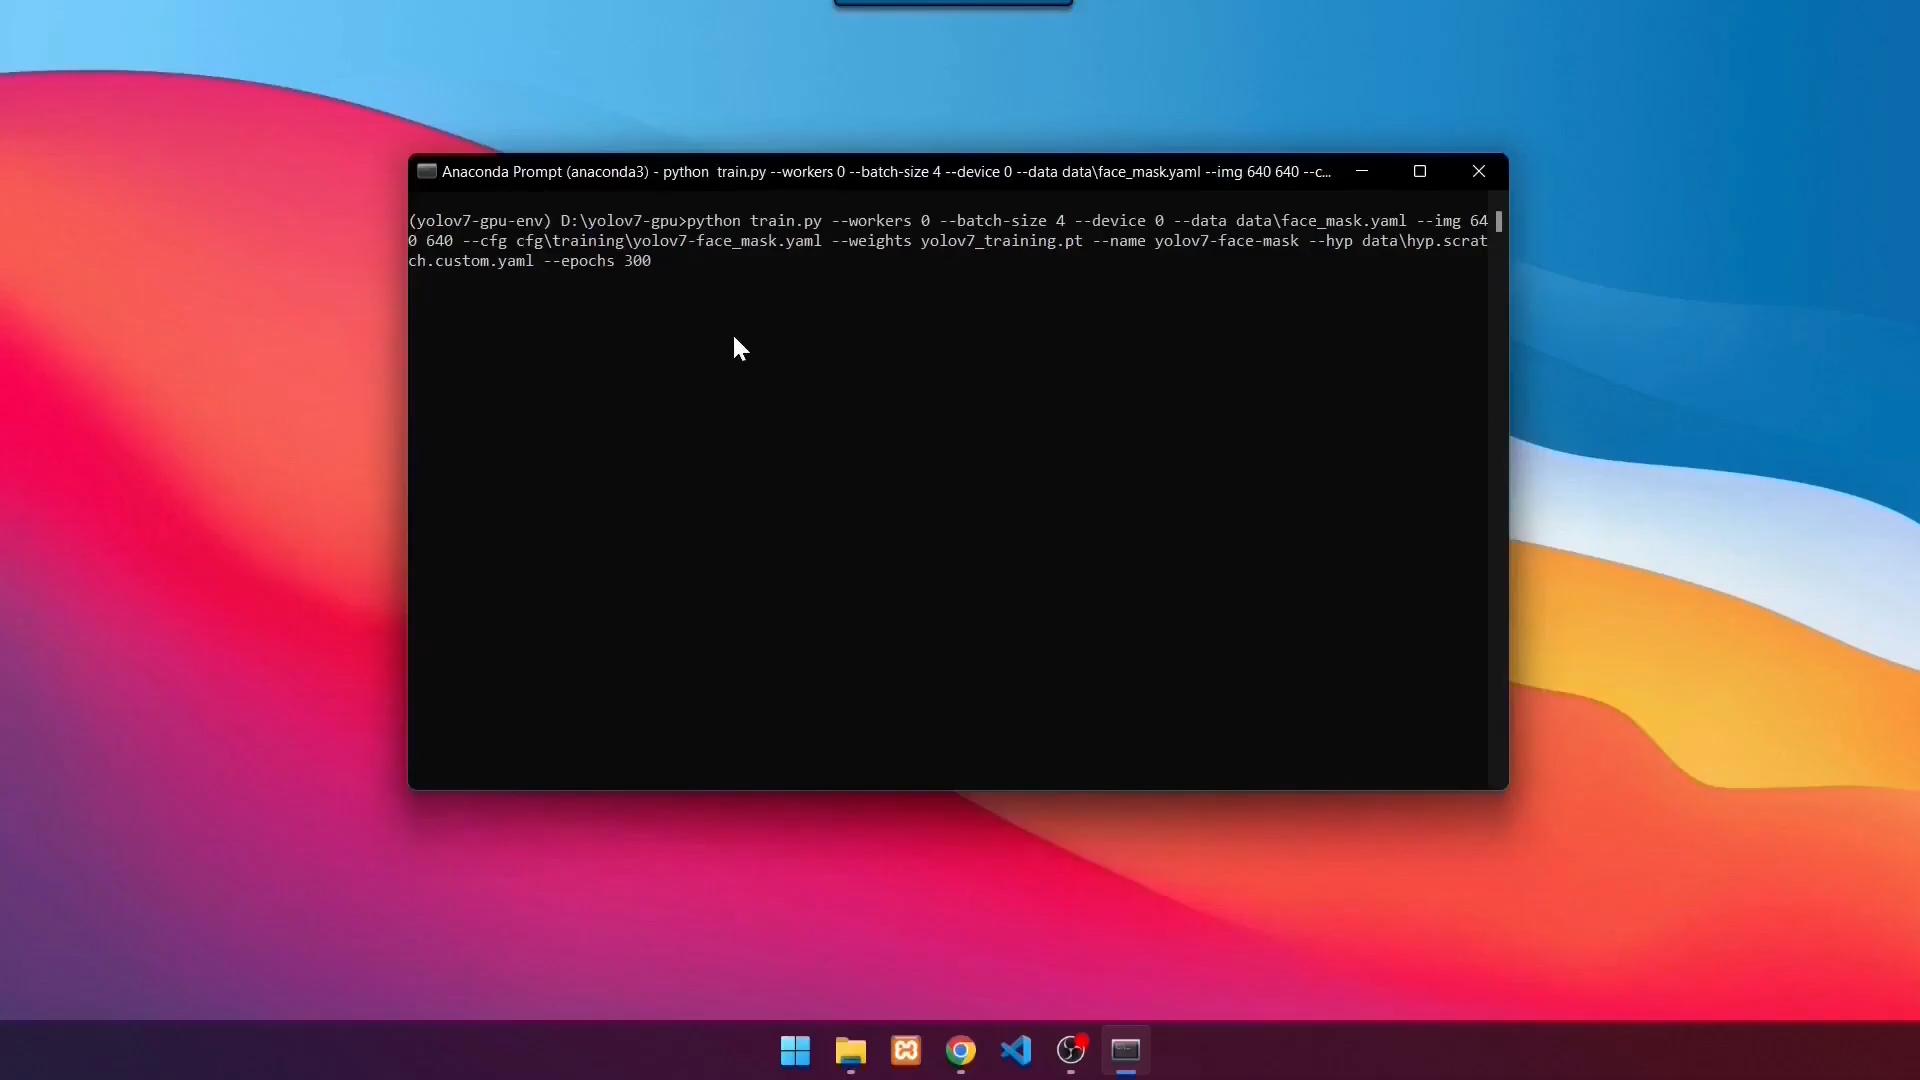 Anaconda Prompt (anaconda3) - python  train.py --workers 0 --batch-size 4 --device 0 --data data\face_mask.yaml --img 640 640 --c...
(yolov7-gpu-env) D:\yolov7-gpu>python train.py --workers 0 --batch-size 4 --device 0 --data data\face_mask.yaml --img 64
0 640 --cfg cfg\training\yolov7-face_mask.yaml --weights yolov7_training.pt --name yolov7-face-mask --hyp data\hyp.scrat
ch.custom.yaml --epochs 300